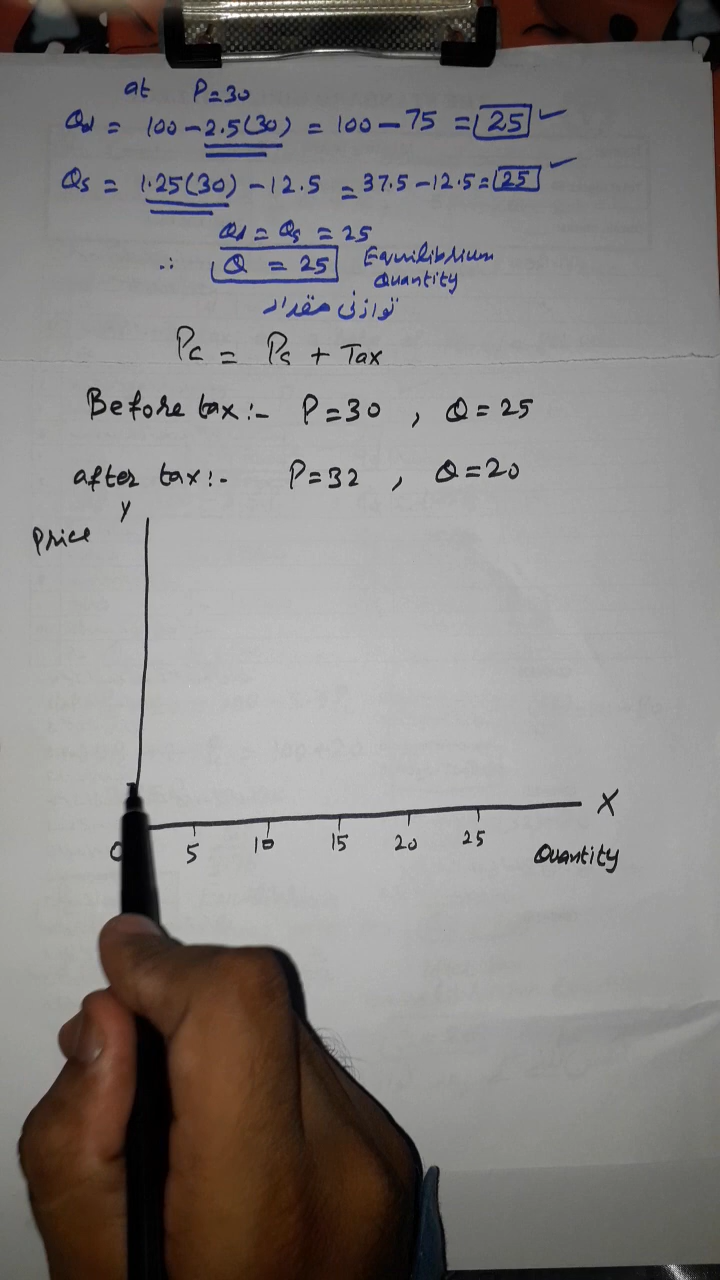 at P=30
Qd = 100-2.5(30) = 100-75 = 25
Qs = 1.25(30)-12.5 = 37.5-12.5=25
Qd = Qs = 25
∴ Q = 25 Equilibrium
Quantity
توازنی مقدار
Pc = Ps + Tax
Before tax:- P=30 , Q=25
after tax:- P=32 , Q=20
Y
Price
X
0 5 10 15 20 25 Quantity